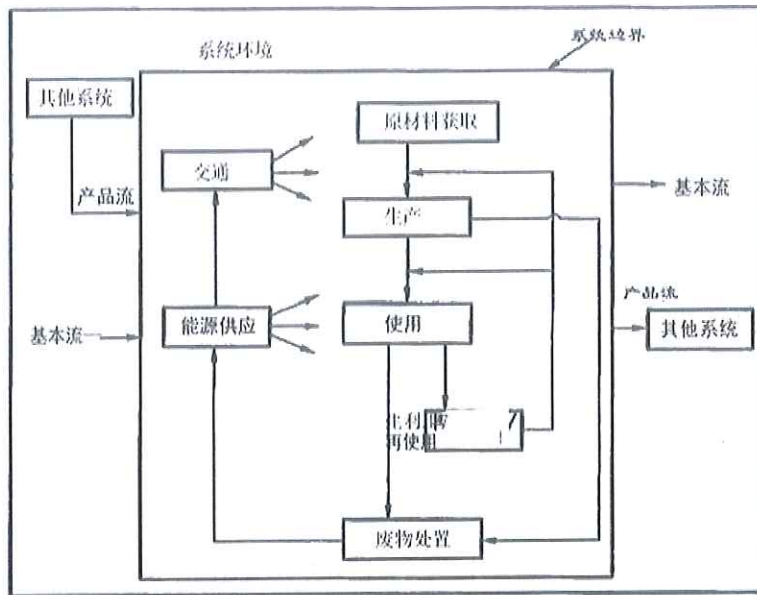 系统环境
系统边界
其他系统
原材料获取
交通
产品流
基本流
生产
产品流
能源供应
使用
基本流
其他系统
再使用
废物处置